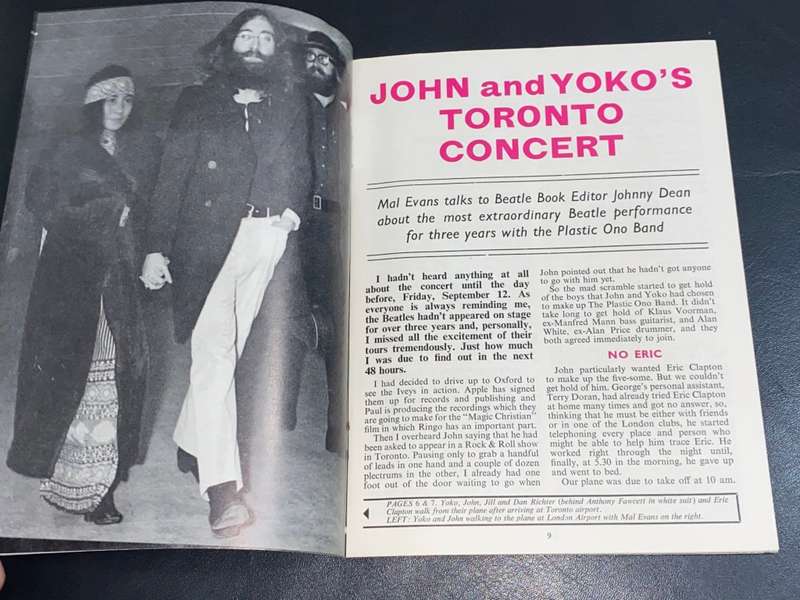 JOHN and YOKO'S
TORONTO
CONCERT
Mal Evans talks to Beatle Book Editor Johnny Dean
about the most extraordinary Beatle performance
for three years with the Plastic Ono Band
I hadn't heard anything at all
about the concert until the day
before, Friday, September 12. As
everyone is always reminding me,
the Beatles hadn't appeared on stage
for over three years and, personally,
I missed all the excitement of their
tours tremendously. Just how much
I was due to find out in the next
48 hours.
I had decided to drive up to Oxford to
see the Iveys in action. Apple has signed
them up for records and publishing and
Paul is producing the recordings which they
are going to make for the "Magic Christian"
film in which Ringo has an important part.
Then I overheard John saying that he had
been asked to appear in a Rock & Roll show
in Toronto. Pausing only to grab a handful
of leads in one hand and a couple of dozen
plectrums in the other, I already had one
foot out of the door waiting to go when
John pointed out that he hadn't got anyone
to go with him yet.
So the mad scramble started to get hold
of the boys that John and Yoko had chosen
to make up The Plastic Ono Band. It didn't
take long to get hold of Klaus Voorman,
ex-Manfred Mann bass guitarist, and Alan
White, ex-Alan Price drummer, and they
both agreed immediately to join.
NO ERIC
John particularly wanted Eric Clapton
to make up the five-some. But we couldn't
get hold of him. George's personal assistant,
Terry Doran, had already tried Eric Clapton
at home many times and got no answer, so,
thinking that he must be either with friends
or in one of the London clubs, he started
telephoning every place and person who
might be able to help him trace Eric. He
worked right through the night until,
finally, at 5.30 in the morning, he gave up
and went to bed.
Our plane was due to take off at 10 am.
PAGES 6 & 7. Yoko, John, Jill and Dan Richter (behind Anthony Fawcett in white suit) and Eric
Clapton walk from their plane after arriving at Toronto airport.
LEFT: Yoko and John walking to the plane at London Airport with Mal Evans on the right.
9